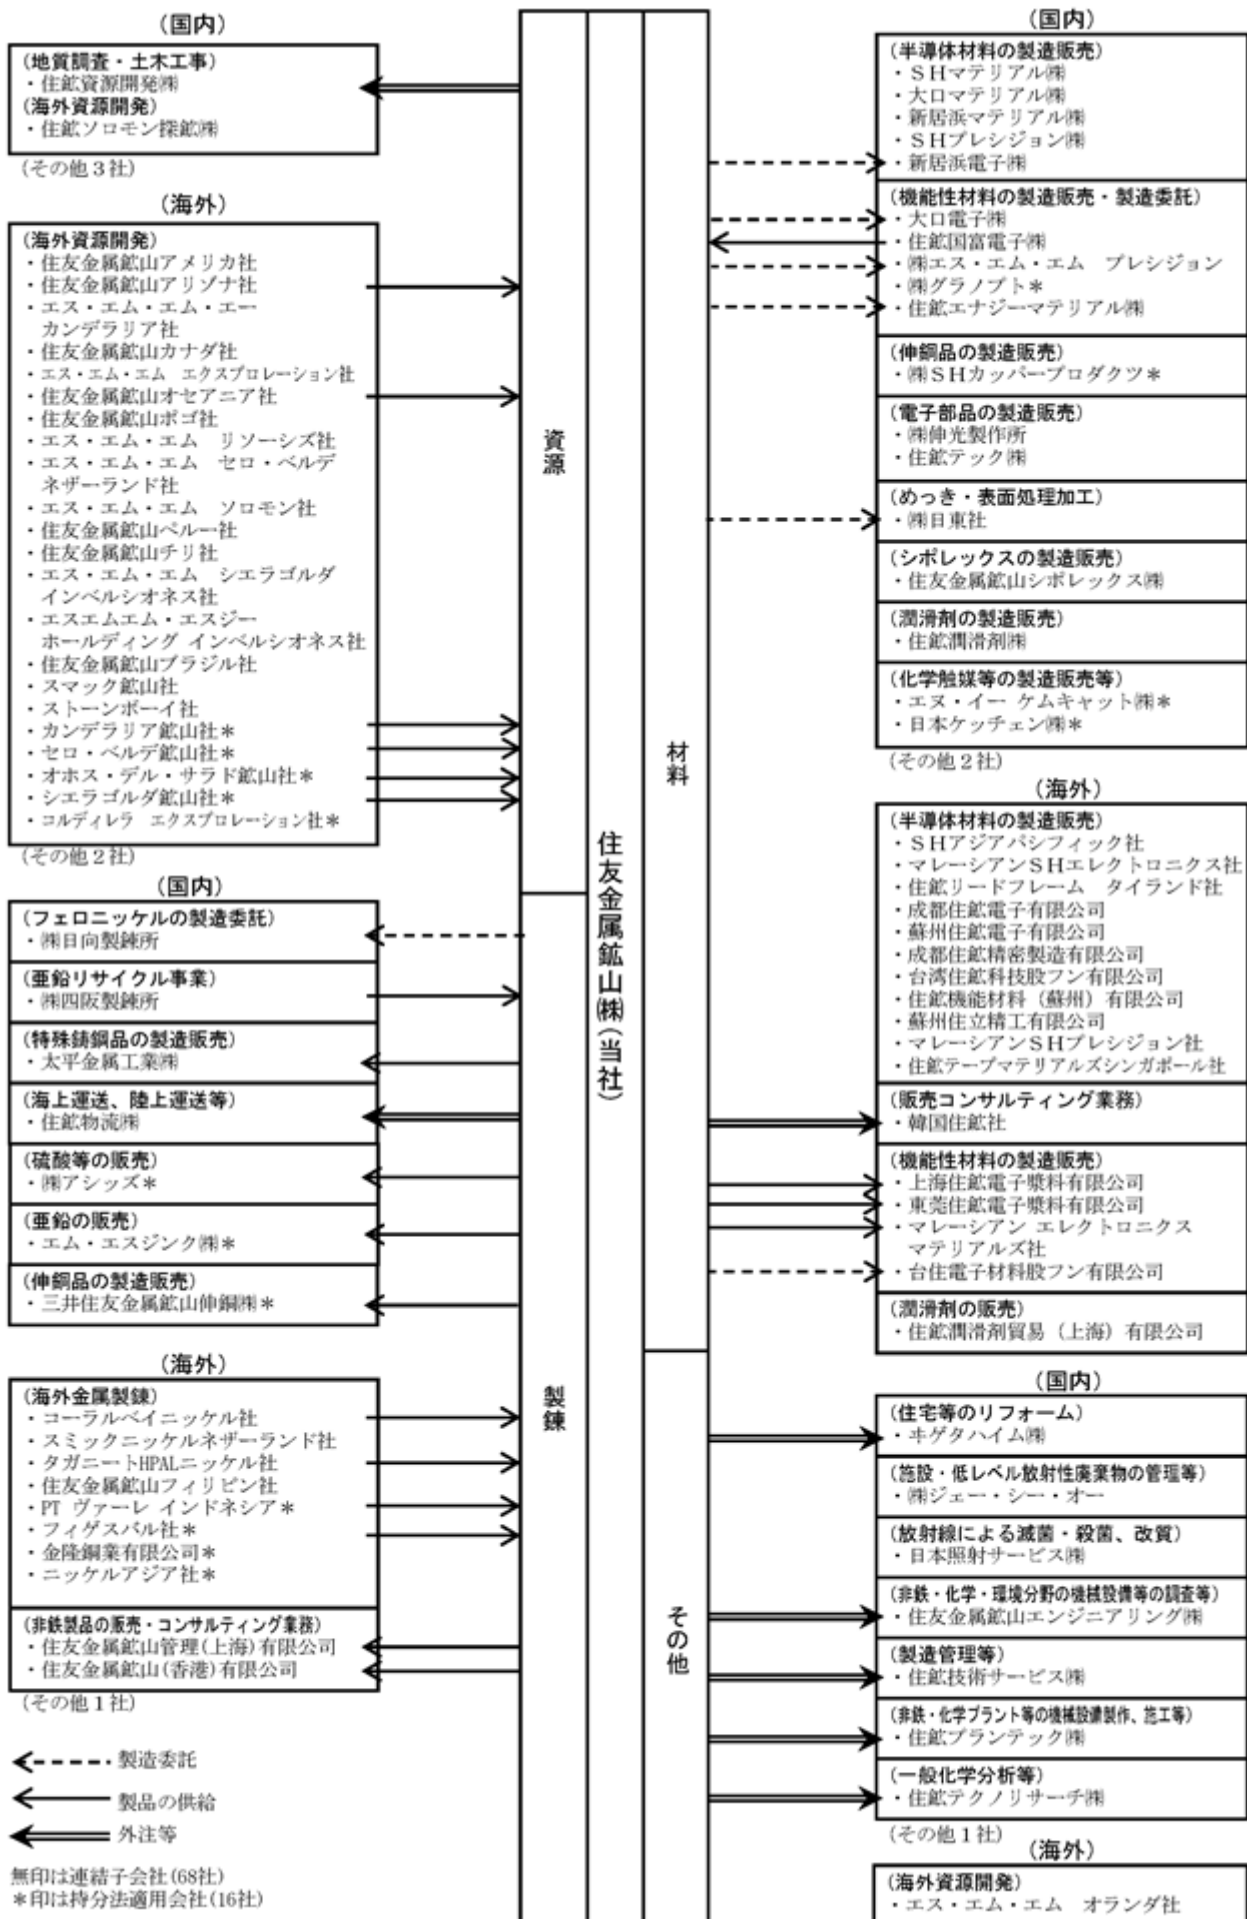 (国内)
(地質調査・土木工事)
・住鉱資源開発㈱
(海外資源開発)
・住鉱ソロモン探鉱㈱
(その他3社)
(海外)
(海外資源開発)
・住友金属鉱山アメリカ社
・住友金属鉱山アリゾナ社
・エス・エム・エム・エー
カンデラリア社
・住友金属鉱山カナダ社
・エス・エム・エム エクスプロレーション社
・住友金属鉱山オセアニア社
・住友金属鉱山ポゴ社
・エス・エム・エム リソーシズ社
・エス・エム・エム セロ・ベルデ
ネザーランド社
・エス・エム・エム ソロモン社
・住友金属鉱山ペルー社
・住友金属鉱山チリ社
・エス・エム・エム シエラゴルダ
インベルシオネス社
・エスエムエム・エスジー
ホールディング インベルシオネス社
・住友金属鉱山ブラジル社
・スマック鉱山社
・ストーンボーイ社
・カンデラリア鉱山社*
・セロ・ベルデ鉱山社*
・オホス・デル・サラド鉱山社*
・シエラゴルダ鉱山社*
・コルディレラ エクスプロレーション社*
(その他2社)
(国内)
(フェロニッケルの製造委託)
・㈱日向製錬所
(亜鉛リサイクル事業)
・㈱四阪製錬所
(特殊鋳鋼品の製造販売)
・太平金属工業㈱
(海上運送、陸上運送等)
・住鉱物流㈱
(硫酸等の販売)
・㈱アシッズ*
(亜鉛の販売)
・エム・エスジンク㈱*
(伸銅品の製造販売)
・三井住友金属鉱山伸銅㈱*
(海外)
(海外金属製錬)
・コーラルベイニッケル社
・スミックニッケルネザーランド社
・タガニートHPALニッケル社
・住友金属鉱山フィリピン社
・PT ヴァーレ インドネシア*
・フィゲスバル社*
・金隆銅業有限公司*
・ニッケルアジア社*
(非鉄製品の販売・コンサルティング業務)
・住友金属鉱山管理(上海)有限公司
・住友金属鉱山(香港)有限公司
(その他1社)
製造委託
製品の供給
外注等
無印は連結子会社(68社)
*印は持分法適用会社(16社)
資源
製錬
住友金属鉱山㈱(当社)
材料
その他
(国内)
(半導体材料の製造販売)
・SHマテリアル㈱
・大口マテリアル㈱
・新居浜マテリアル㈱
・SHプレシジョン㈱
・新居浜電子㈱
(機能性材料の製造販売・製造委託)
・大口電子㈱
・住鉱国富電子㈱
・㈱エス・エム・エム プレシジョン
・㈱グラノプト*
・住鉱エナジーマテリアル㈱
(伸銅品の製造販売)
・㈱SHカッパープロダクツ*
(電子部品の製造販売)
・㈱伸光製作所
・住鉱テック㈱
(めっき・表面処理加工)
・㈱日東社
(シポレックスの製造販売)
・住友金属鉱山シポレックス㈱
(潤滑剤の製造販売)
・住鉱潤滑剤㈱
(化学触媒等の製造販売等)
・エヌ・イー ケムキャット㈱*
・日本ケッチェン㈱*
(その他2社)
(海外)
(半導体材料の製造販売)
・SHアジアパシフィック社
・マレーシアンSHエレクトロニクス社
・住鉱リードフレーム タイランド社
・成都住鉱電子有限公司
・蘇州住鉱電子有限公司
・成都住鉱精密製造有限公司
・台湾住鉱科技股フン有限公司
・住鉱機能材料(蘇州)有限公司
・蘇州住立精工有限公司
・マレーシアンSHプレシジョン社
・住鉱テープマテリアルズシンガポール社
(販売コンサルティング業務)
・韓国住鉱社
(機能性材料の製造販売)
・上海住鉱電子漿料有限公司
・東莞住鉱電子漿料有限公司
・マレーシアン エレクトロニクス
マテリアルズ社
・台住電子材料股フン有限公司
(潤滑剤の販売)
・住鉱潤滑剤貿易(上海)有限公司
(国内)
(住宅等のリフォーム)
・ヰゲタハイム㈱
(施設・低レベル放射性廃棄物の管理等)
・㈱ジェー・シー・オー
(放射線による滅菌・殺菌、改質)
・日本照射サービス㈱
(非鉄・化学・環境分野の機械設備等の調査等)
・住友金属鉱山エンジニアリング㈱
(製造管理等)
・住鉱技術サービス㈱
(非鉄・化学プラント等の機械設備製作、施工等)
・住鉱プランテック㈱
(一般化学分析等)
・住鉱テクノリサーチ㈱
(その他1社)
(海外)
(海外資源開発)
・エス・エム・エム オランダ社